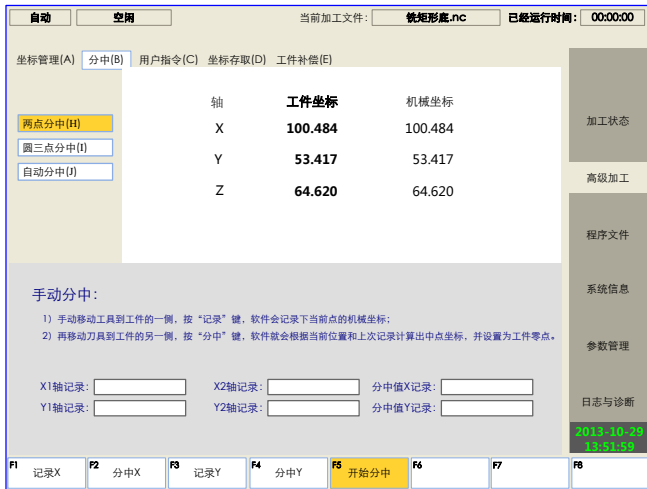 自动 空闲 当前加工文件: 铣矩形底.nc 已经运行时间: 00:00:00
坐标管理(A) 分中(B) 用户指令(C) 坐标存取(D) 工件补偿(E)
轴 工件坐标 机械坐标
X 100.484 100.484
Y 53.417 53.417
Z 64.620 64.620
两点分中(H)
圆三点分中(I)
自动分中(J)
加工状态
高级加工
程序文件
系统信息
参数管理
日志与诊断
2013-10-29
13:51:59
手动分中:
1) 手动移动工具到工件的一侧，按“记录”键，软件会记录下当前点的机械坐标;
2) 再移动刀具到工件的另一侧，按“分中”键，软件就会根据当前位置和上次记录计算出中点坐标，并设置为工件零点。
X1轴记录: X2轴记录: 分中值X记录:
Y1轴记录: Y2轴记录: 分中值Y记录:
F1 记录X F2 分中X F3 记录Y F4 分中Y F5 开始分中 F6 F7 F8